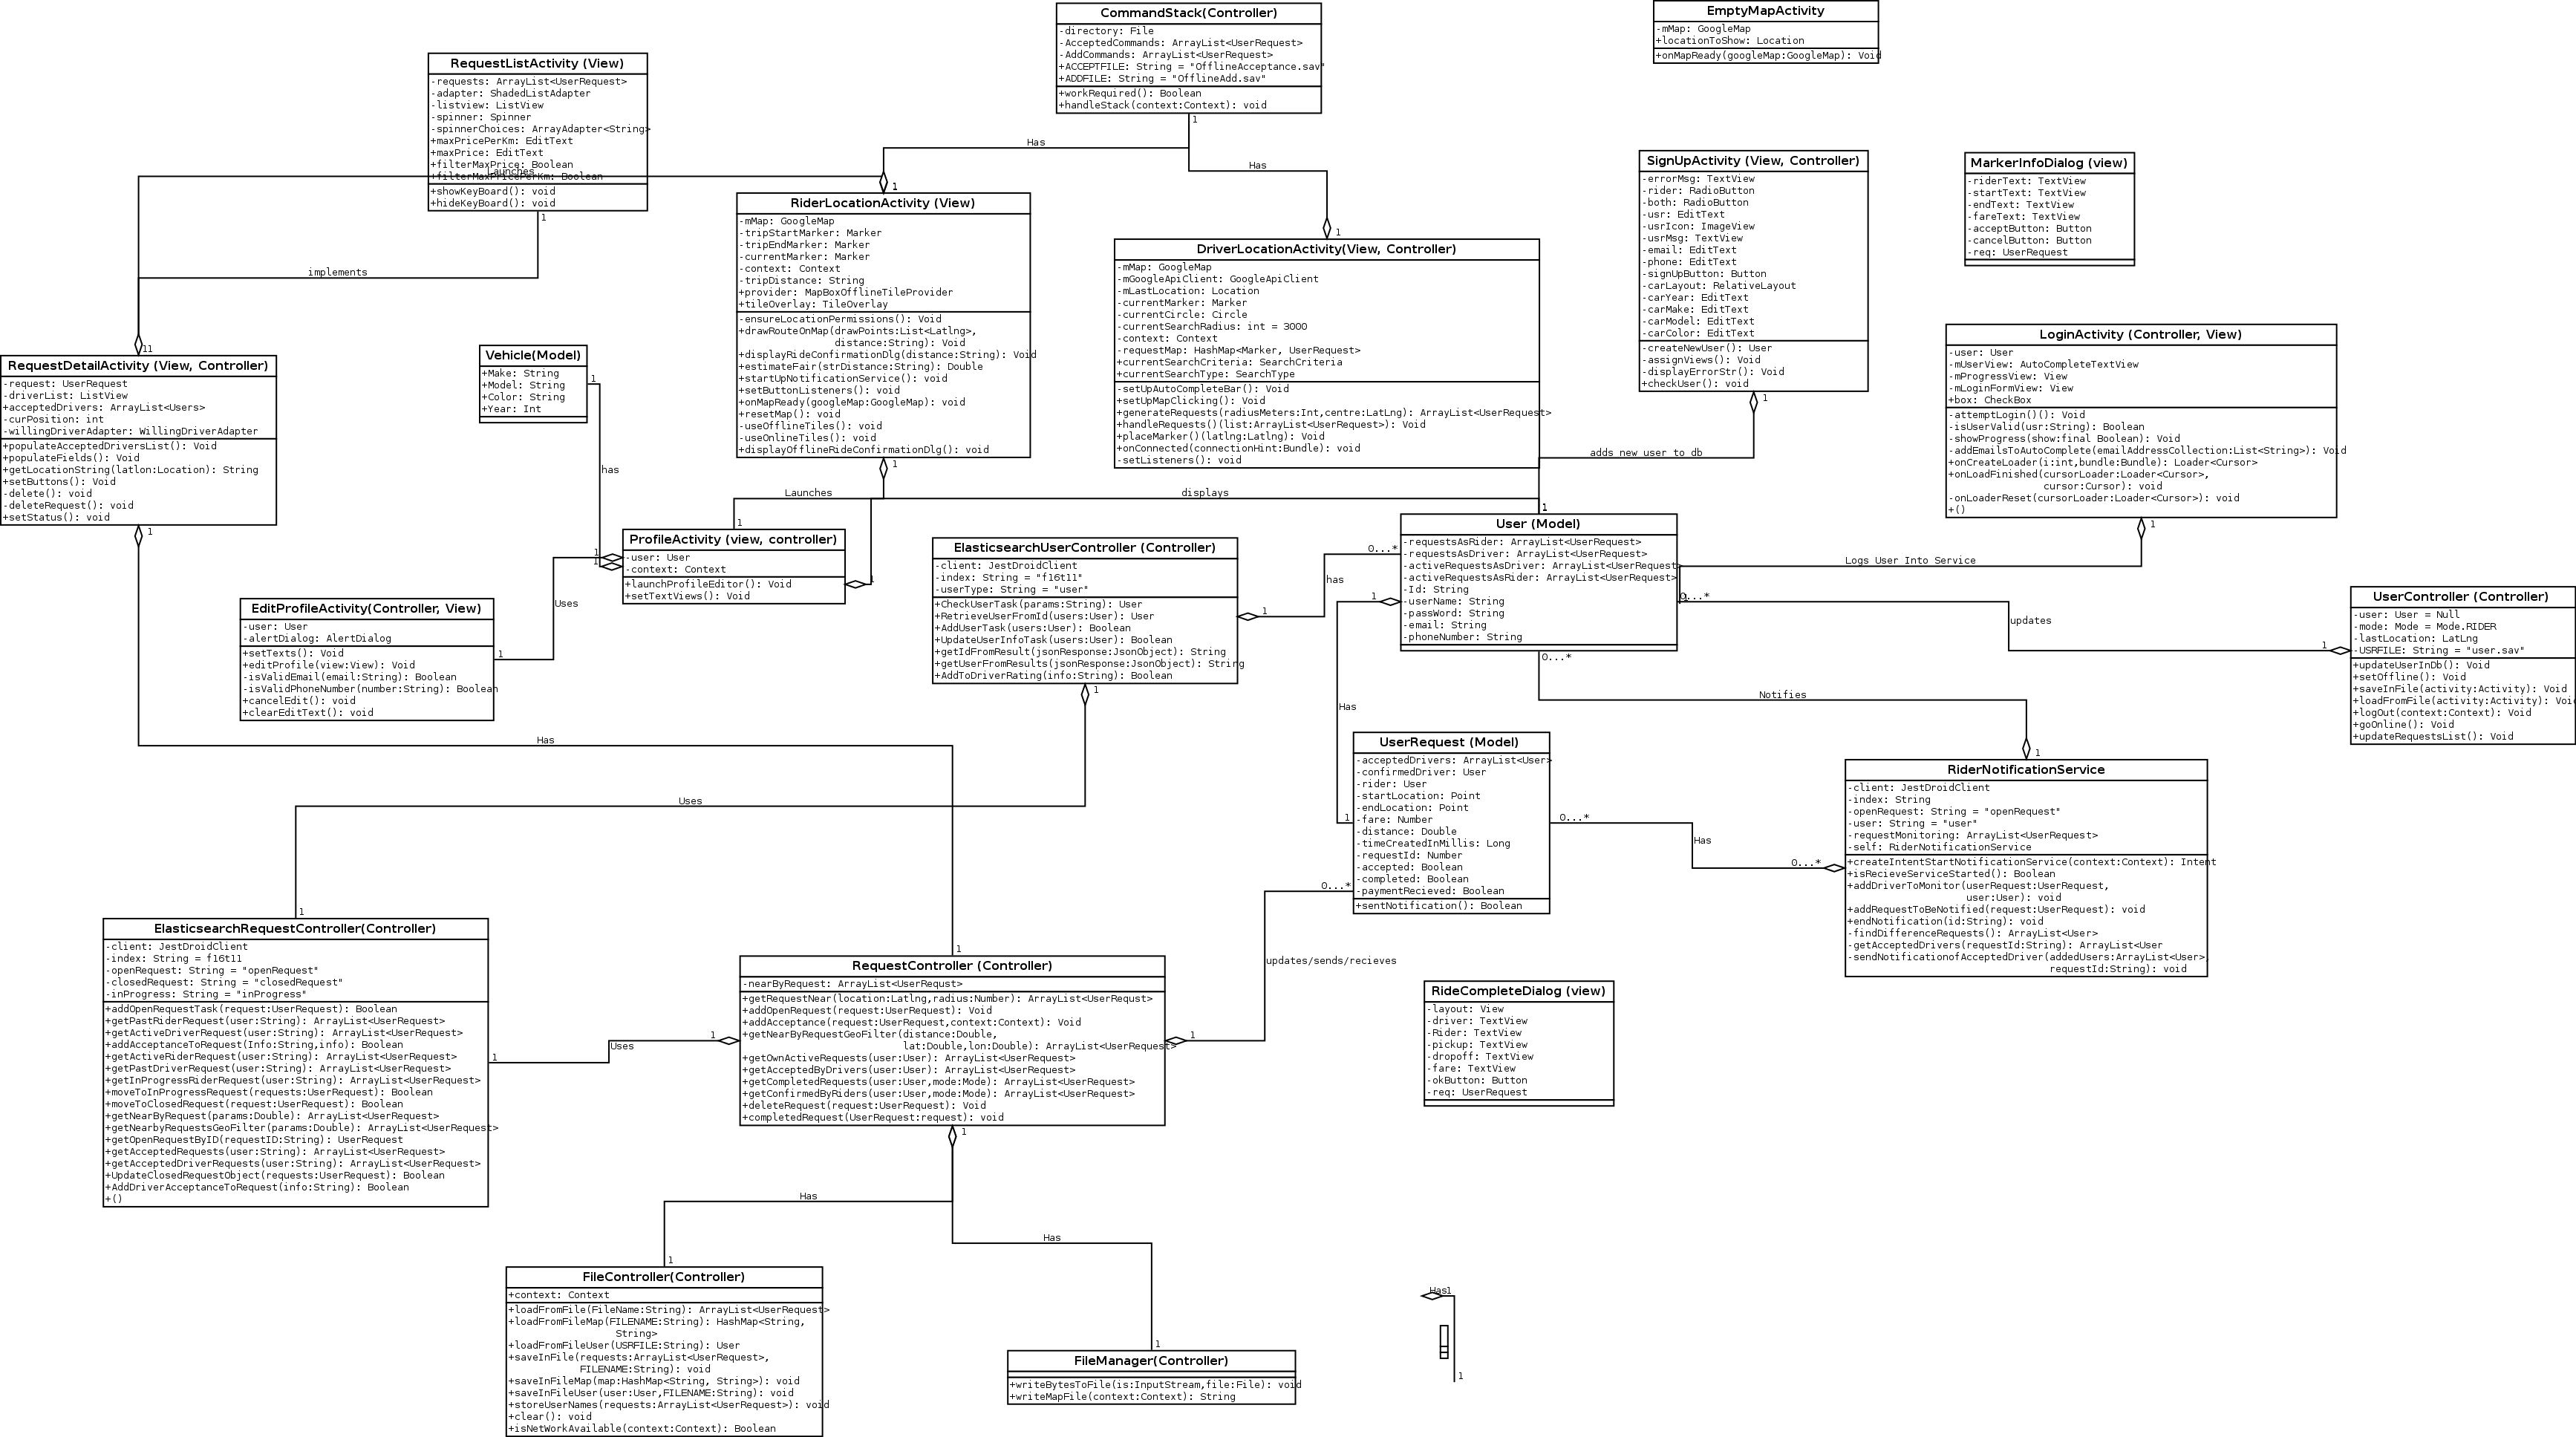 CommandStack(Controller)
-directory: File
-AcceptedCommands: ArrayList<UserRequest>
-AddCommands: ArrayList<UserRequest>
+ACCEPTFILE: String = "OfflineAcceptance.sav"
+ADDFILE: String = "OfflineAdd.sav"
+workRequired(): Boolean
+handleStack(context:Context): void
1
Has
Has
1
1
EmptyMapActivity
-mMap: GoogleMap
+locationToShow: Location
+onMapReady(googleMap:GoogleMap): Void
RequestListActivity (View)
-requests: ArrayList<UserRequest>
-adapter: ShadedListAdapter
-listview: ListView
-spinner: Spinner
-spinnerChoices: ArrayAdapter<String>
+maxPricePerKm: EditText
+maxPrice: EditText
+filterMaxPrice: Boolean
+filterMaxPricePerKm: Boolean
+showKeyBoard(): void
+hideKeyBoard(): void
1
Launches
implements
11
RiderLocationActivity (View)
-mMap: GoogleMap
-tripStartMarker: Marker
-tripEndMarker: Marker
-currentMarker: Marker
-context: Context
-tripDistance: String
+provider: MapBoxOfflineTileProvider
+tileOverlay: TileOverlay
-ensureLocationPermissions(): Void
+drawRouteOnMap(drawPoints:List<Latlng>,
distance:String): Void
+displayRideConfirmationDlg(distance:String): Void
+estimateFair(strDistance:String): Double
+startUpNotificationService(): void
+setButtonListeners(): void
+onMapReady(googleMap:GoogleMap): void
+resetMap(): void
-useOfflineTiles(): void
-useOnlineTiles(): void
+displayOfflineRideConfirmationDlg(): void
1
Launches
1
displays
1
DriverLocationActivity(View, Controller)
-mMap: GoogleMap
-mGoogleApiClient: GoogleApiClient
-mLastLocation: Location
-currentMarker: Marker
-currentCircle: Circle
-currentSearchRadius: int = 3000
-context: Context
-requestMap: HashMap<Marker, UserRequest>
+currentSearchCriteria: SearchCriteria
+currentSearchType: SearchType
-setUpAutoCompleteBar(): Void
+setUpMapClicking(): Void
+generateRequests(radiusMeters:Int,centre:LatLng): ArrayList<UserRequest>
+handleRequests()(list:ArrayList<UserRequest>): Void
+placeMarker()(latlng:Latlng): Void
+onConnected(connectionHint:Bundle): void
-setListeners(): void
SignUpActivity (View, Controller)
-errorMsg: TextView
-rider: RadioButton
-both: RadioButton
-usr: EditText
-usrIcon: ImageView
-usrMsg: TextView
-email: EditText
-phone: EditText
-signUpButton: Button
-carLayout: RelativeLayout
-carYear: EditText
-carMake: EditText
-carModel: EditText
-carColor: EditText
-createNewUser(): User
-assignViews(): Void
-displayErrorStr(): Void
+checkUser(): void
1
adds new user to db
MarkerInfoDialog (view)
-riderText: TextView
-startText: TextView
-endText: TextView
-fareText: TextView
-acceptButton: Button
-cancelButton: Button
-req: UserRequest
LoginActivity (Controller, View)
-user: User
-mUserView: AutoCompleteTextView
-mProgressView: View
-mLoginFormView: View
+box: CheckBox
-attemptLogin()(): Void
-isUserValid(usr:String): Boolean
-showProgress(show:final Boolean): Void
-addEmailsToAutoComplete(emailAddressCollection:List<String>): Void
+onCreateLoader(i:int,bundle:Bundle): Loader<Cursor>
+onLoadFinished(cursorLoader:Loader<Cursor>,
cursor:Cursor): void
-onLoaderReset(cursorLoader:Loader<Cursor>): void
+()
1
Logs User Into Service
RequestDetailActivity (View, Controller)
-request: UserRequest
-driverList: ListView
+acceptedDrivers: ArrayList<Users>
-curPosition: int
-willingDriverAdapter: WillingDriverAdapter
+populateAcceptedDriversList(): Void
+populateFields(): Void
+getLocationString(latlon:Location): String
+setButtons(): Void
-delete(): void
-deleteRequest(): void
+setStatus(): void
1
Has
Vehicle(Model)
+Make: String
+Model: String
+Color: String
+Year: Int
1
has
1
1
ProfileActivity (view, controller)
-user: User
-context: Context
+launchProfileEditor(): Void
+setTextViews(): Void
1
Uses
EditProfileActivity(Controller, View)
-user: User
-alertDialog: AlertDialog
+setTexts(): Void
+editProfile(view:View): Void
-isValidEmail(email:String): Boolean
-isValidPhoneNumber(number:String): Boolean
+cancelEdit(): void
+clearEditText(): void
1
ElasticsearchUserController (Controller)
-client: JestDroidClient
-index: String = "f16t11"
-userType: String = "user"
+CheckUserTask(params:String): User
+RetrieveUserFromId(users:User): User
+AddUserTask(users:User): Boolean
+UpdateUserInfoTask(users:User): Boolean
+getIdFromResult(jsonResponse:JsonObject): String
+getUserFromResults(jsonResponse:JsonObject): String
+AddToDriverRating(info:String): Boolean
1
has
0...*
1
Uses
User (Model)
-requestsAsRider: ArrayList<UserRequest>
-requestsAsDriver: ArrayList<UserRequest>
-activeRequestsAsDriver: ArrayList<UserRequest>
-activeRequestsAsRider: ArrayList<UserRequest>
-Id: String
-userName: String
-passWord: String
-email: String
-phoneNumber: String
1
Has
1
0...*
0...*
updates
1
Notifies
1
UserController (Controller)
-user: User = Null
-mode: Mode = Mode.RIDER
-lastLocation: LatLng
-USRFILE: String = "user.sav"
+updateUserInDb(): Void
+setOffline(): Void
+saveInFile(activity:Activity): Void
+loadFromFile(activity:Activity): Void
+logOut(context:Context): Void
+goOnline(): Void
+updateRequestsList(): Void
UserRequest (Model)
-acceptedDrivers: ArrayList<User>
-confirmedDriver: User
-rider: User
-startLocation: Point
-endLocation: Point
-fare: Number
-distance: Double
-timeCreatedInMillis: Long
-requestId: Number
-accepted: Boolean
-completed: Boolean
-paymentRecieved: Boolean
+sentNotification(): Boolean
0...*
Has
0...*
0...*
updates/sends/recieves
RiderNotificationService
-client: JestDroidClient
-index: String
-openRequest: String = "openRequest"
-user: String = "user"
-requestMonitoring: ArrayList<UserRequest>
-self: RiderNotificationService
+createIntentStartNotificationService(context:Context): Intent
+isRecieveServiceStarted(): Boolean
+addDriverToMonitor(userRequest:UserRequest,
user:User): void
+addRequestToBeNotified(request:UserRequest): void
+endNotification(id:String): void
-findDifferenceRequests(): ArrayList<User>
-getAcceptedDrivers(requestId:String): ArrayList<User
-sendNotificationofAcceptedDriver(addedUsers:ArrayList<User>,
requestId:String): void
1
ElasticsearchRequestController(Controller)
-client: JestDroidClient
-index: String = f16t11
-openRequest: String = "openRequest"
-closedRequest: String = "closedRequest"
-inProgress: String = "inProgress"
+addOpenRequestTask(request:UserRequest): Boolean
+getPastRiderRequest(user:String): ArrayList<UserRequest>
+getActiveDriverRequest(user:String): ArrayList<UserRequest>
+addAcceptanceToRequest(Info:String,info): Boolean
+getActiveRiderRequest(user:String): ArrayList<UserRequest>
+getPastDriverRequest(user:String): ArrayList<UserRequest>
+getInProgressRiderRequest(user:String): ArrayList<UserRequest>
+moveToInProgressRequest(requests:UserRequest): Boolean
+moveToClosedRequest(request:UserRequest): Boolean
+getNearByRequest(params:Double): ArrayList<UserRequest>
+getNearbyRequestsGeoFilter(params:Double): ArrayList<UserRequest>
+getOpenRequestByID(requestID:String): UserRequest
+getAcceptedRequests(user:String): ArrayList<UserRequest>
+getAcceptedDriverRequests(user:String): ArrayList<UserRequest>
+UpdateClosedRequestObject(requests:UserRequest): Boolean
+AddDriverAcceptanceToRequest(info:String): Boolean
+()
1
Uses
1
1
RequestController (Controller)
-nearByRequest: ArrayList<UserRequst>
+getRequestNear(location:Latlng,radius:Number): ArrayList<UserRequst>
+addOpenRequest(request:UserRequest): Void
+addAcceptance(request:UserRequest,context:Context): Void
+getNearByRequestGeoFilter(distance:Double,
lat:Double,lon:Double): ArrayList<UserRequest>
+getOwnActiveRequests(user:User): ArrayList<UserRequest>
+getAcceptedByDrivers(user:User): ArrayList<UserRequest>
+getCompletedRequests(user:User,mode:Mode): ArrayList<UserRequest>
+getConfirmedByRiders(user:User,mode:Mode): ArrayList<UserRequest>
+deleteRequest(request:UserRequest): Void
+completedRequest(UserRequest:request): void
1
1
Has
Has
RideCompleteDialog (view)
-layout: View
-driver: TextView
-Rider: TextView
-pickup: TextView
-dropoff: TextView
-fare: TextView
-okButton: Button
-req: UserRequest
1
FileController(Controller)
+context: Context
+loadFromFile(FileName:String): ArrayList<UserRequest>
+loadFromFileMap(FILENAME:String): HashMap<String,
String>
+loadFromFileUser(USRFILE:String): User
+saveInFile(requests:ArrayList<UserRequest>,
FILENAME:String): void
+saveInFileMap(map:HashMap<String, String>): void
+saveInFileUser(user:User,FILENAME:String): void
+storeUserNames(requests:ArrayList<UserRequest>): void
+clear(): void
+isNetWorkAvailable(context:Context): Boolean
1
FileManager(Controller)
+writeBytesToFile(is:InputStream,file:File): void
+writeMapFile(context:Context): String
Has1
1